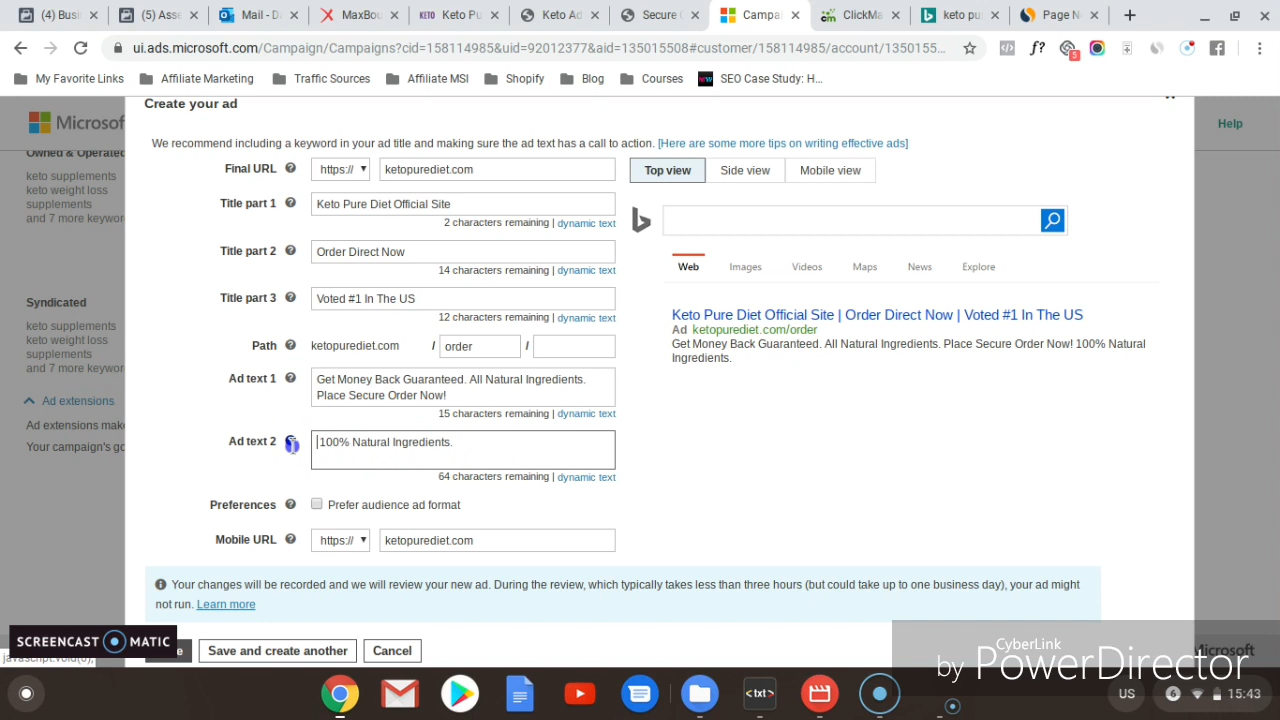 (4) Busin
(5) Asse
Mail - D
MaxBou
KETO Keto Pu
Keto Ad
Secure
Campai
ClickMa
keto pu
Page N
ui.ads.microsoft.com/Campaign/Campaigns?cid=158114985&uid=92012377&aid=135015508#customer/158114985/account/1350155...
f?
5
My Favorite Links
Affiliate Marketing
Traffic Sources
Affiliate MSI
Shopify
Blog
Courses
SEO Case Study: H...
Create your ad
Microsof
Help
We recommend including a keyword in your ad title and making sure the ad text has a call to action. [Here are some more tips on writing effective ads]
Owned & Operated
keto supplements
keto weight loss
supplements
and 7 more keywor
Final URL https:// ketopurediet.com
Top view Side view Mobile view
Title part 1 Keto Pure Diet Official Site
2 characters remaining | dynamic text
Title part 2 Order Direct Now
14 characters remaining | dynamic text
Web Images Videos Maps News Explore
Title part 3 Voted #1 In The US
12 characters remaining | dynamic text
Keto Pure Diet Official Site | Order Direct Now | Voted #1 In The US
Ad ketopurediet.com/order
Get Money Back Guaranteed. All Natural Ingredients. Place Secure Order Now! 100% Natural
Ingredients.
Syndicated
keto supplements
keto weight loss
supplements
and 7 more keywor
Path ketopurediet.com / order /
Ad text 1 Get Money Back Guaranteed. All Natural Ingredients.
Place Secure Order Now!
15 characters remaining | dynamic text
Ad extensions
Ad extensions make
Your campaign's go
Ad text 2 100% Natural Ingredients.
64 characters remaining | dynamic text
Preferences Prefer audience ad format
Mobile URL https:// ketopurediet.com
Your changes will be recorded and we will review your new ad. During the review, which typically takes less than three hours (but could take up to one business day), your ad might
not run. Learn more
Save and create another
Cancel
SCREENCAST MATIC
javascript:void(0);
Microsoft
CyberLink
by PowerDirector
<txt>
US
6
15:43